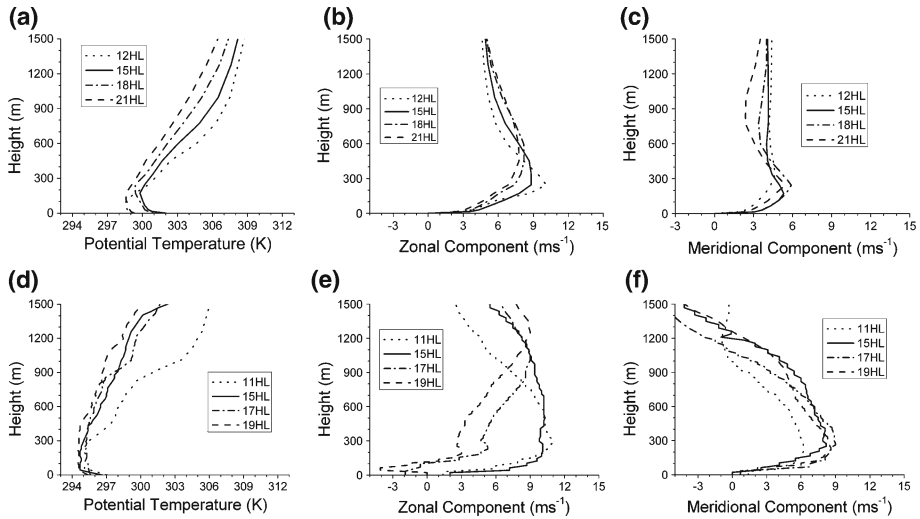 (a)
1500
1200
900
600
300
0
Height (m)
12HL
15HL
18HL
21HL
294 297 300 303 306 309 312
Potential Temperature (K)
(b)
1500
1200
900
600
300
0
Height (m)
12HL
15HL
18HL
21HL
-3 0 3 6 9 12 15
Zonal Component (ms⁻¹)
(c)
1500
1200
900
600
300
0
Height (m)
12HL
15HL
18HL
21HL
-3 0 3 6 9 12 15
Meridional Component (ms⁻¹)
(d)
1500
1200
900
600
300
0
Height (m)
11HL
15HL
17HL
19HL
294 297 300 303 306 309 312
Potential Temperature (K)
(e)
1500
1200
900
600
300
0
Height (m)
11HL
15HL
17HL
19HL
-3 0 3 6 9 12 15
Zonal Component (ms⁻¹)
(f)
1500
1200
900
600
300
0
Height (m)
11HL
15HL
17HL
19HL
-3 0 3 6 9 12 15
Meridional Component (ms⁻¹)